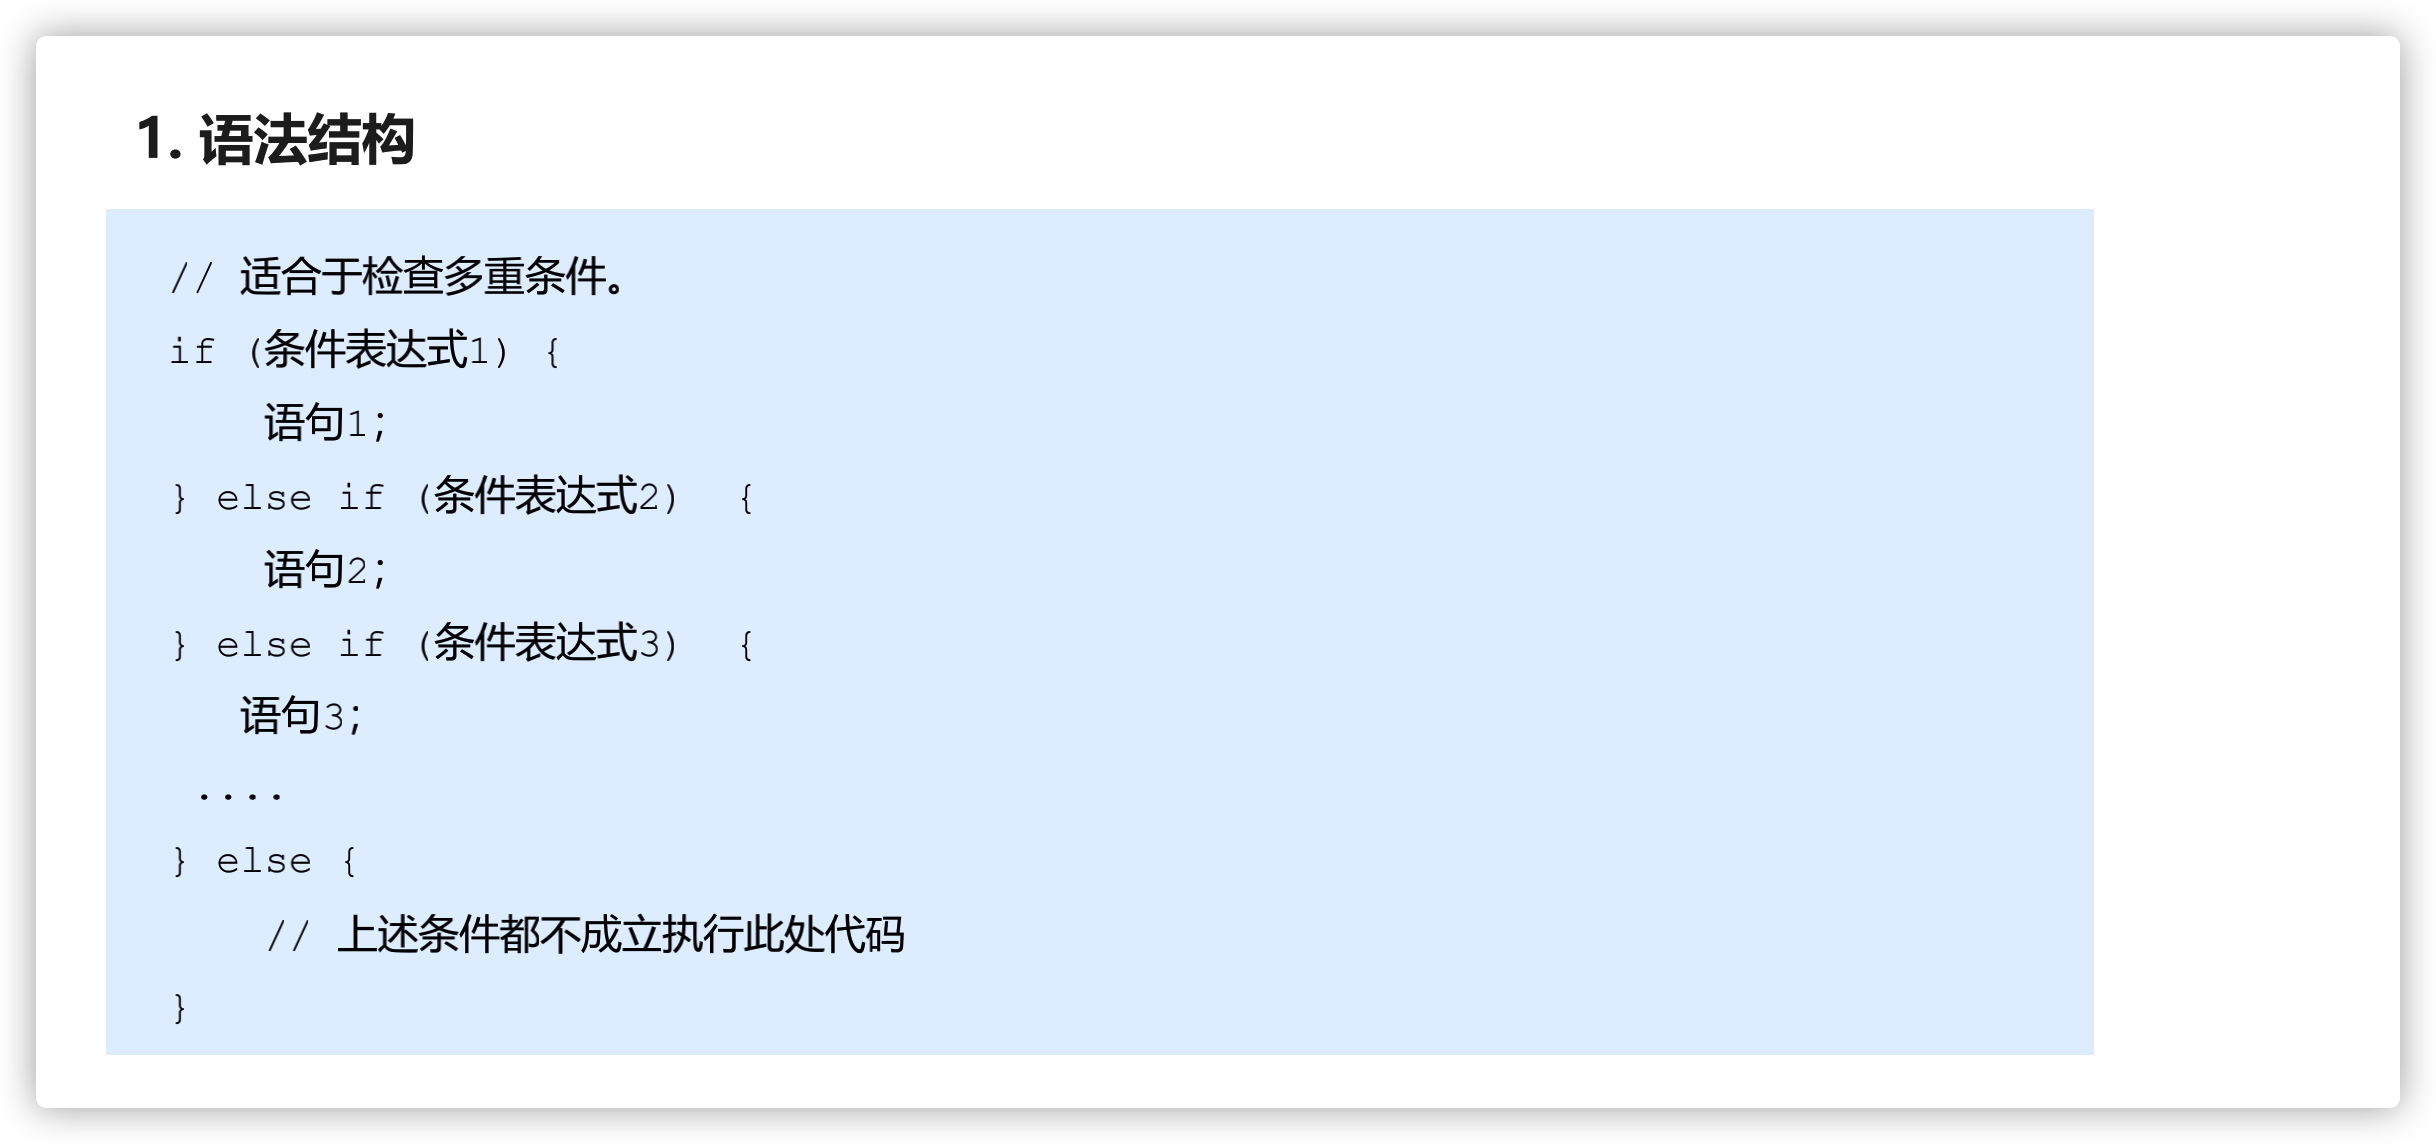 1. 语法结构
// 适合于检查多重条件。
if (条件表达式1) {
    语句1;
} else if (条件表达式2)  {
    语句2;
} else if (条件表达式3)  {
   语句3;
 ....
} else {
    // 上述条件都不成立执行此处代码
}